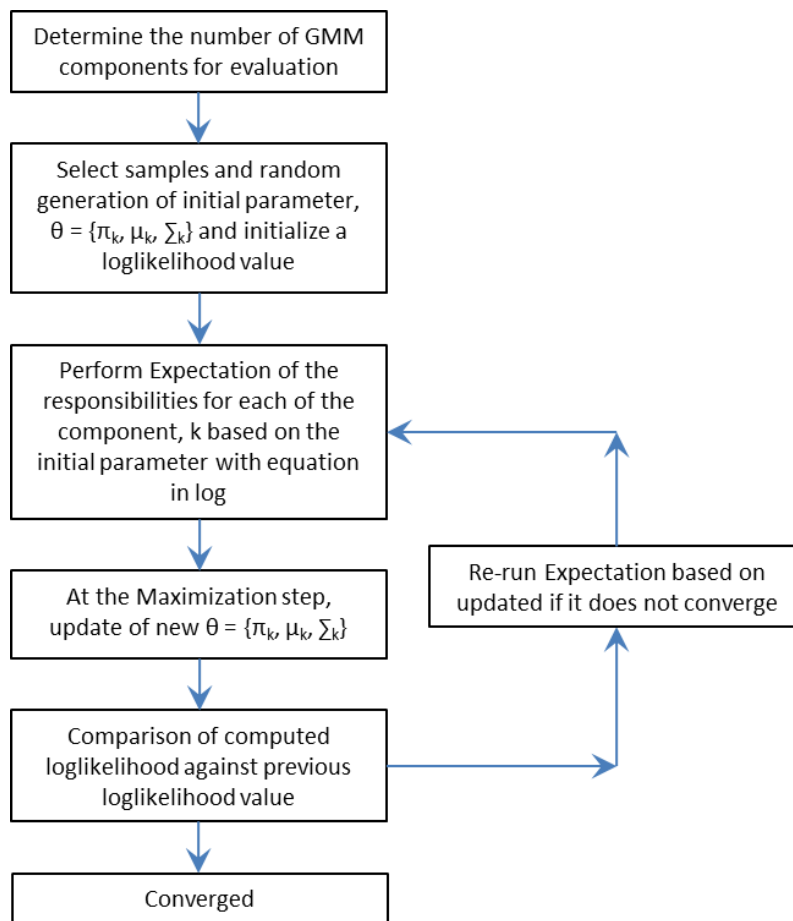 Determine the number of GMM
components for evaluation
Select samples and random
generation of initial parameter,
θ = {πk, μk, ∑k} and initialize a
loglikelihood value
Perform Expectation of the
responsibilities for each of the
component, k based on the
initial parameter with equation
in log
At the Maximization step,
update of new θ = {πk, μk, ∑k}
Re-run Expectation based on
updated if it does not converge
Comparison of computed
loglikelihood against previous
loglikelihood value
Converged